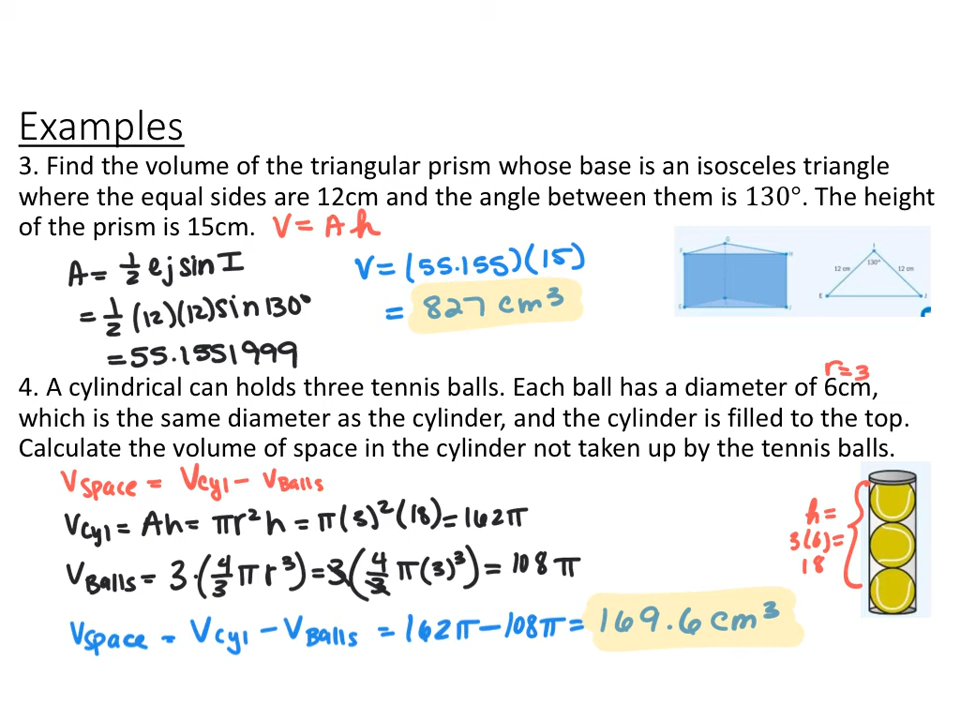 Examples
3. Find the volume of the triangular prism whose base is an isosceles triangle
where the equal sides are 12cm and the angle between them is 130°. The height
of the prism is 15cm. V = A h
A = 1/2 ej sin I
= 1/2 (12)(12) sin 130°
= 55.1551999
V = (55.155)(15)
= 827 cm³
12 cm 130° 12 cm
E J
r=3
4. A cylindrical can holds three tennis balls. Each ball has a diameter of 6cm,
which is the same diameter as the cylinder, and the cylinder is filled to the top.
Calculate the volume of space in the cylinder not taken up by the tennis balls.
V space = Vcyl - V Balls
Vcyl = Ah = πr²h = π(3)²(18) = 162π
V Balls = 3·(4/3 πr³) = 3(4/3 π(3)³) = 108π
V space = Vcyl - V Balls = 162π - 108π = 169.6 cm³
h =
3(6) =
18